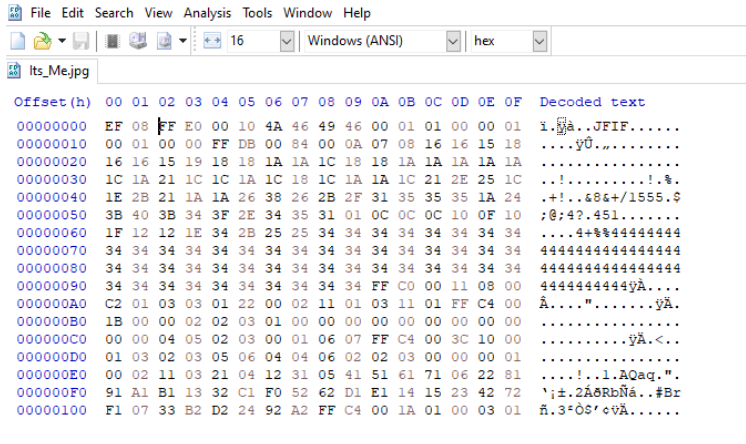 File Edit Search View Analysis Tools Window Help
16 Windows (ANSI) hex
Its_Me.jpg
Offset(h) 00 01 02 03 04 05 06 07 08 09 0A 0B 0C 0D 0E 0F Decoded text
00000000 EF 08 FF E0 00 10 4A 46 49 46 00 01 01 00 00 01 ï.ÿà..JFIF......
00000010 00 01 00 00 FF DB 00 84 00 0A 07 08 16 16 15 18 ....ÿÛ.„........
00000020 16 16 15 19 18 18 1A 1A 1C 18 18 1A 1A 1A 1A 1A ................
00000030 1C 1A 21 1C 1C 1A 1C 18 1C 1A 1A 1C 21 2E 25 1C ..!.........!.%.
00000040 1E 2B 21 1A 1A 26 38 26 2B 2F 31 35 35 35 1A 24 .+!..&8&+/1555.$
00000050 3B 40 3B 34 3F 2E 34 35 31 01 0C 0C 0C 10 0F 10 ;@;4?.451.......
00000060 1F 12 12 1E 34 2B 25 25 34 34 34 34 34 34 34 34 ....4+%%44444444
00000070 34 34 34 34 34 34 34 34 34 34 34 34 34 34 34 34 4444444444444444
00000080 34 34 34 34 34 34 34 34 34 34 34 34 34 34 34 34 4444444444444444
00000090 34 34 34 34 34 34 34 34 34 34 FF C0 00 11 08 00 4444444444ÿÀ....
000000A0 C2 01 03 03 01 22 00 02 11 01 03 11 01 FF C4 00 Â....".......ÿÄ.
000000B0 1B 00 00 02 02 03 01 00 00 00 00 00 00 00 00 00 ................
000000C0 00 00 04 05 02 03 00 01 06 07 FF C4 00 3C 10 00 ..........ÿÄ.<..
000000D0 01 03 02 03 05 06 04 04 06 02 02 03 00 00 00 01 ................
000000E0 00 02 11 03 21 04 12 31 05 41 51 61 71 06 22 81 ....!..1.AQaq.".
000000F0 91 A1 B1 13 32 C1 F0 52 62 D1 E1 14 15 23 42 72 ‘¡±.2ÁðRbÑá..#Br
00000100 F1 07 33 B2 D2 24 92 A2 FF C4 00 1A 01 00 03 01 ñ.3²Ò$’¢ÿÄ......